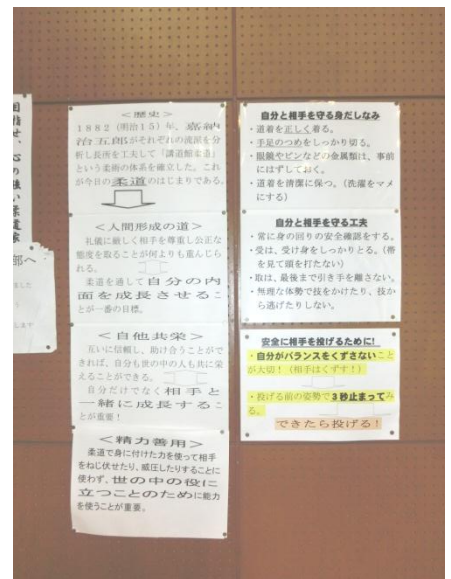 目指せ、心の強い柔道家
部へ
＜歴史＞
１８８２（明治１５）年、嘉納
治五郎がそれぞれの流派を分
析し長所を工夫して「講道館柔道」
という柔術の体系を確立した。これ
が今日の柔道のはじまりである。
＜人間形成の道＞
礼儀に厳しく相手を尊重し公正な
態度を取ることが何よりも重んじら
れる。
柔道を通して自分の内
面を成長させるこ
とが一番の目標。
＜自他共栄＞
互いに信頼し、助け合うことがで
きれば、自分も世の中の人も共に栄
えることができる。
自分だけでなく相手と
一緒に成長するこ
とが重要！
＜精力善用＞
柔道で身に付けた力を使って相手
をねじ伏せたり、威圧したりすることに
使わず、世の中の役に
立つことのために能力
を使うことが重要。
自分と相手を守る身だしなみ
・道着を正しく着る。
・手足のつめをしっかり切る。
・眼鏡やピンなどの金属類は、事前
にはずしておく。
・道着を清潔に保つ。（洗濯をマメ
にする）
自分と相手を守る工夫
・常に身の回りの安全確認をする。
・受は、受け身をしっかりとる。（帯
を見て頭を打たない）
・取は、最後まで引き手を離さない。
・無理な体勢で技をかけたり、技か
ら逃げたりしない。
安全に相手を投げるために！
・自分がバランスをくずさないこと
が大切！（相手はくずす！）
・投げる前の姿勢で３秒止まってみ
る。
できたら投げる！